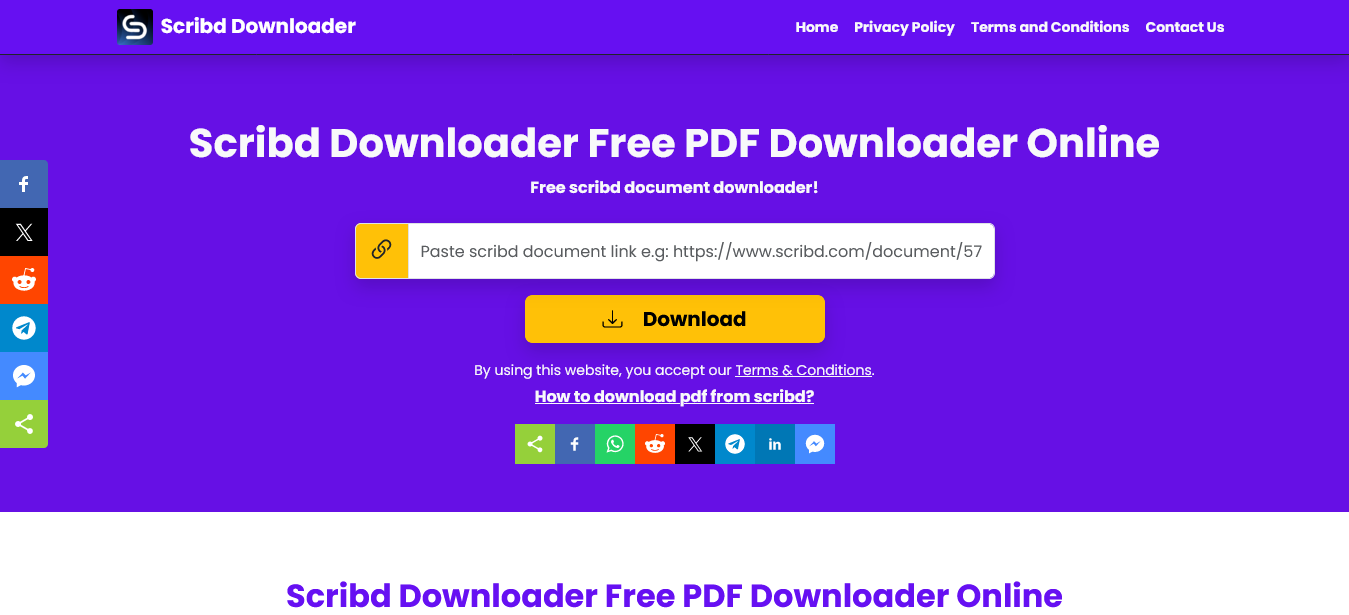 Scribd Downloader
Home Privacy Policy Terms and Conditions Contact Us
Scribd Downloader Free PDF Downloader Online
Free scribd document downloader!
Paste scribd document link e.g: https://www.scribd.com/document/57
Download
By using this website, you accept our Terms & Conditions.
How to download pdf from scribd?
Scribd Downloader Free PDF Downloader Online